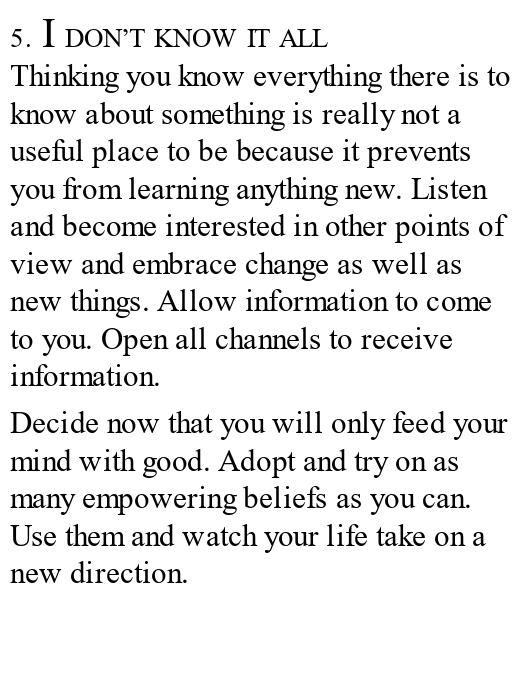 5. I DON’T KNOW IT ALL
Thinking you know everything there is to
know about something is really not a
useful place to be because it prevents
you from learning anything new. Listen
and become interested in other points of
view and embrace change as well as
new things. Allow information to come
to you. Open all channels to receive
information.
Decide now that you will only feed your
mind with good. Adopt and try on as
many empowering beliefs as you can.
Use them and watch your life take on a
new direction.